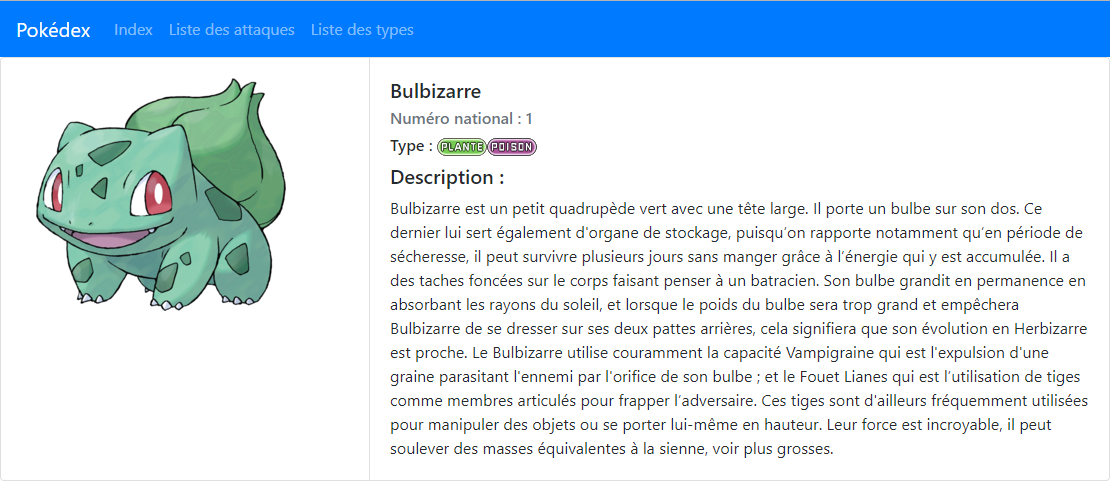 Pokédex Index Liste des attaques Liste des types
Bulbizarre
Numéro national : 1
Type : PLANTE POISON
Description :
Bulbizarre est un petit quadrupède vert avec une tête large. Il porte un bulbe sur son dos. Ce
dernier lui sert également d'organe de stockage, puisqu'on rapporte notamment qu'en période de
sécheresse, il peut survivre plusieurs jours sans manger grâce à l'énergie qui y est accumulée. Il a
des taches foncées sur le corps faisant penser à un batracien. Son bulbe grandit en permanence en
absorbant les rayons du soleil, et lorsque le poids du bulbe sera trop grand et empêchera
Bulbizarre de se dresser sur ses deux pattes arrières, cela signifiera que son évolution en Herbizarre
est proche. Le Bulbizarre utilise couramment la capacité Vampigraine qui est l'expulsion d'une
graine parasitant l'ennemi par l'orifice de son bulbe ; et le Fouet Lianes qui est l'utilisation de tiges
comme membres articulés pour frapper l'adversaire. Ces tiges sont d'ailleurs fréquemment utilisées
pour manipuler des objets ou se porter lui-même en hauteur. Leur force est incroyable, il peut
soulever des masses équivalentes à la sienne, voir plus grosses.